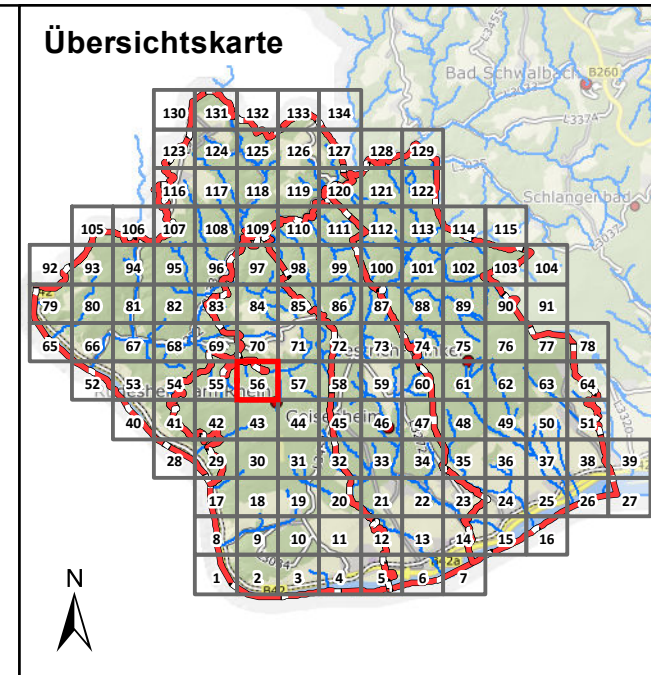 Übersichtskarte
L3455
Bad Schwalbach
B260
L3374
130 131 132 133 134
123 124 125 126 127 128 129
L3035
116 117 118 119 120 121 122
Schlangenbad
105 106 107 108 109 110 111 112 113 114 115
L3037
92 93 94 95 96 97 98 99 100 101 102 103 104
79 80 81 82 83 84 85 86 87 88 89 90 91
65 66 67 68 69 70 71 72 73 74 75 76 77 78
52 53 54 55 56 57 58 59 60 61 62 63 64
40 41 42 43 44 45 46 47 48 49 50 51
Geisenheim
L3320
28 29 30 31 32 33 34 35 36 37 38 39
17 18 19 20 21 22 23 24 25 26 27
8 9 10 11 12 13 14 15 16
L3034
B42a
1 2 3 4 5 6 7
B42
N